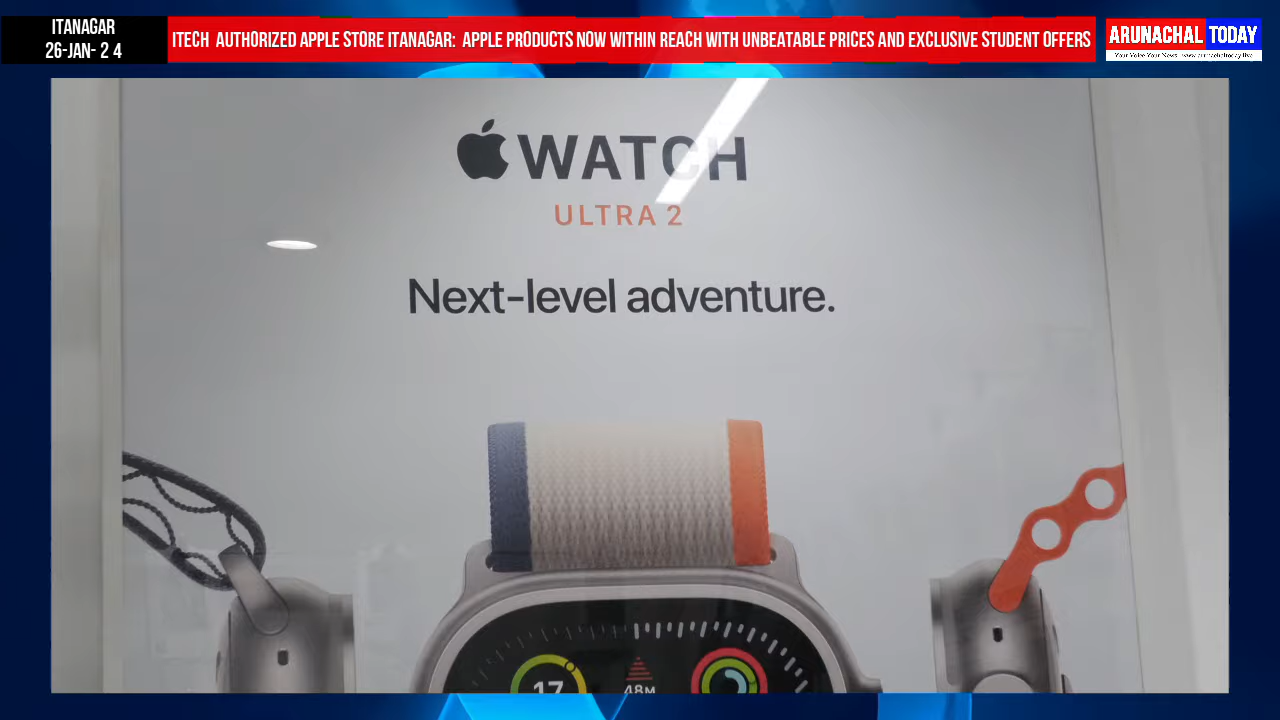 ITANAGAR
26-JAN- 2 4
ITECH AUTHORIZED APPLE STORE ITANAGAR: APPLE PRODUCTS NOW WITHIN REACH WITH UNBEATABLE PRICES AND EXCLUSIVE STUDENT OFFERS
ARUNACHAL TODAY
WATCH
ULTRA 2
Next-level adventure.
17
48M